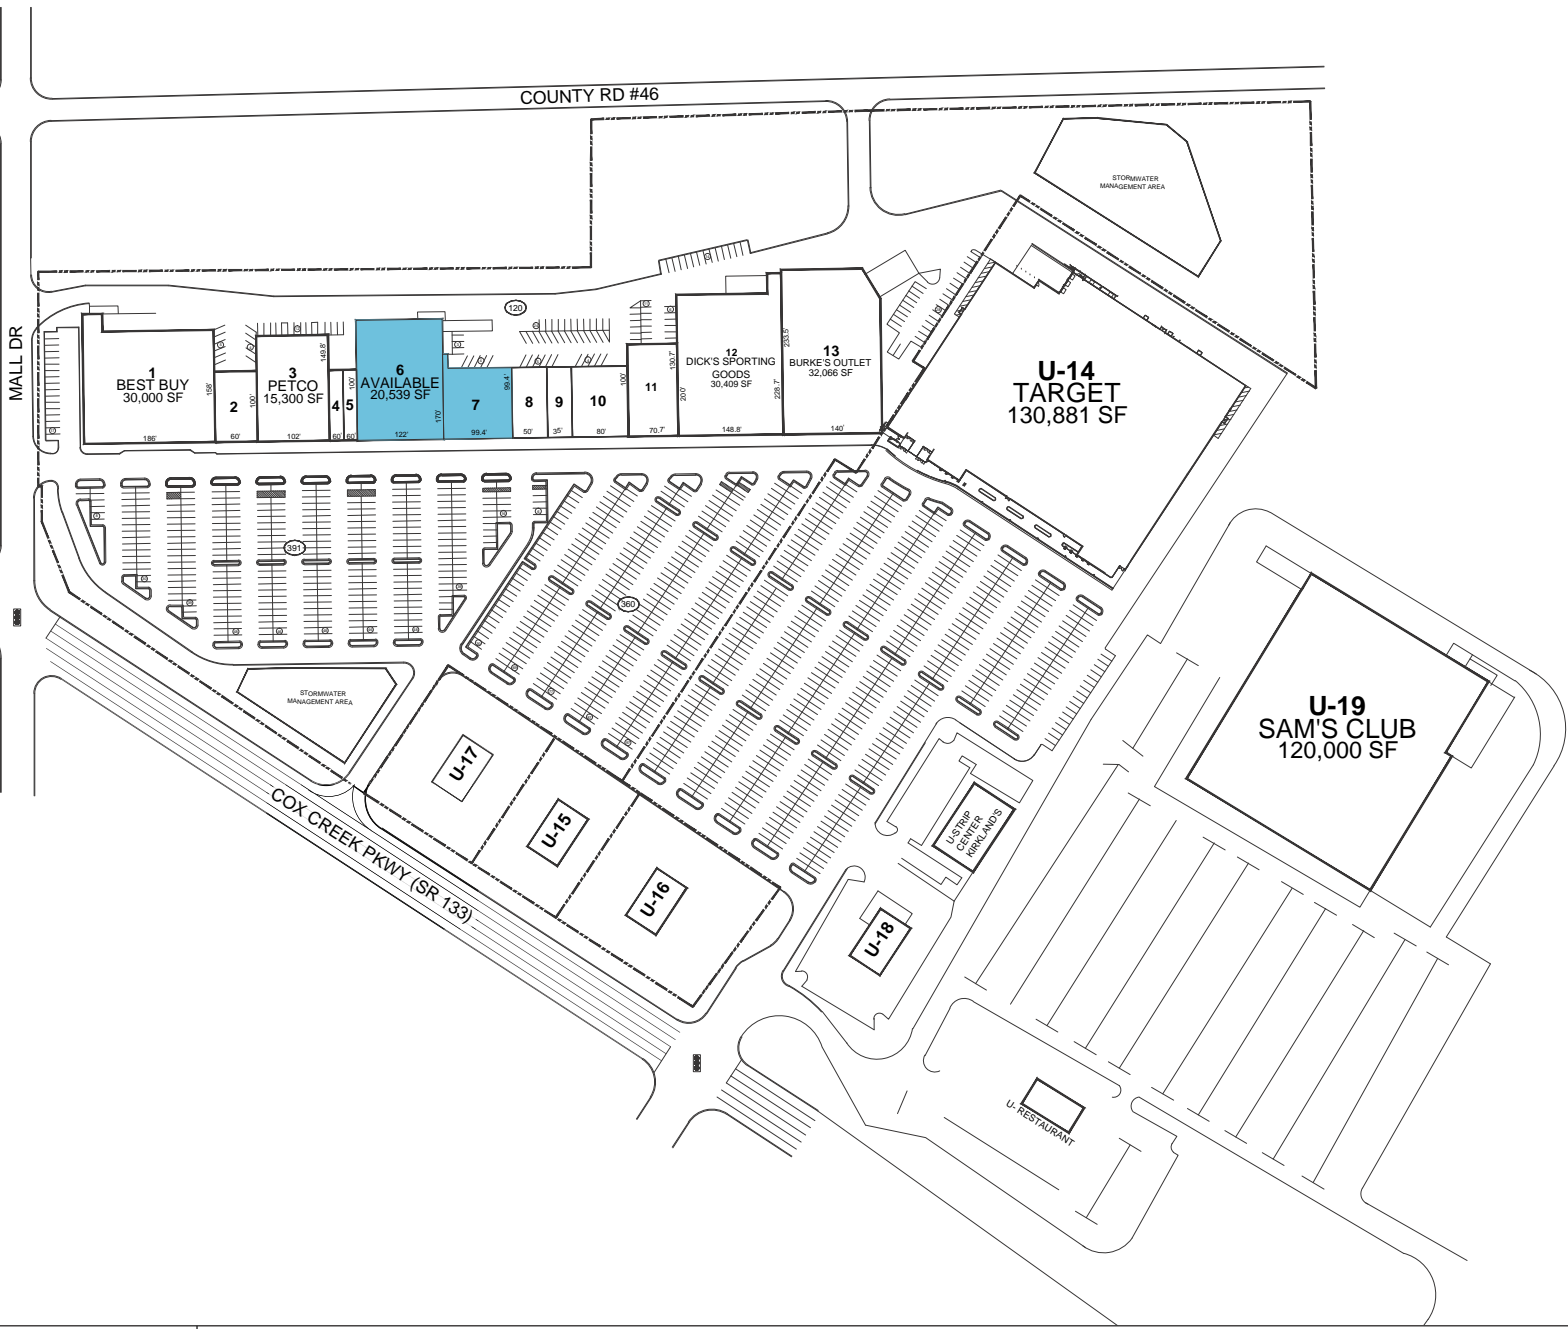 COUNTY RD #46
STORMWATER
MANAGEMENT AREA
MALL DR
120
1
BEST BUY
30,000 SF
158'
186'
2
60'
100'
3
PETCO
15,300 SF
149.8'
102'
4
60'
5
100'
60'
6
AVAILABLE
20,539 SF
170'
122'
7
99.4'
99.4'
8
50'
9
35'
10
80'
100'
11
130.7'
70.7'
12
DICK'S SPORTING
GOODS
30,409 SF
200'
228.7'
148.8'
13
BURKE'S OUTLET
32,066 SF
233.5'
140'
U-14
TARGET
130,881 SF
391
360
STORMWATER
MANAGEMENT AREA
U-19
SAM'S CLUB
120,000 SF
U-17
U-15
U-16
U-STRIP
CENTER
KIRKLAND'S
U-18
COX CREEK PKWY (SR 133)
U- RESTAURANT